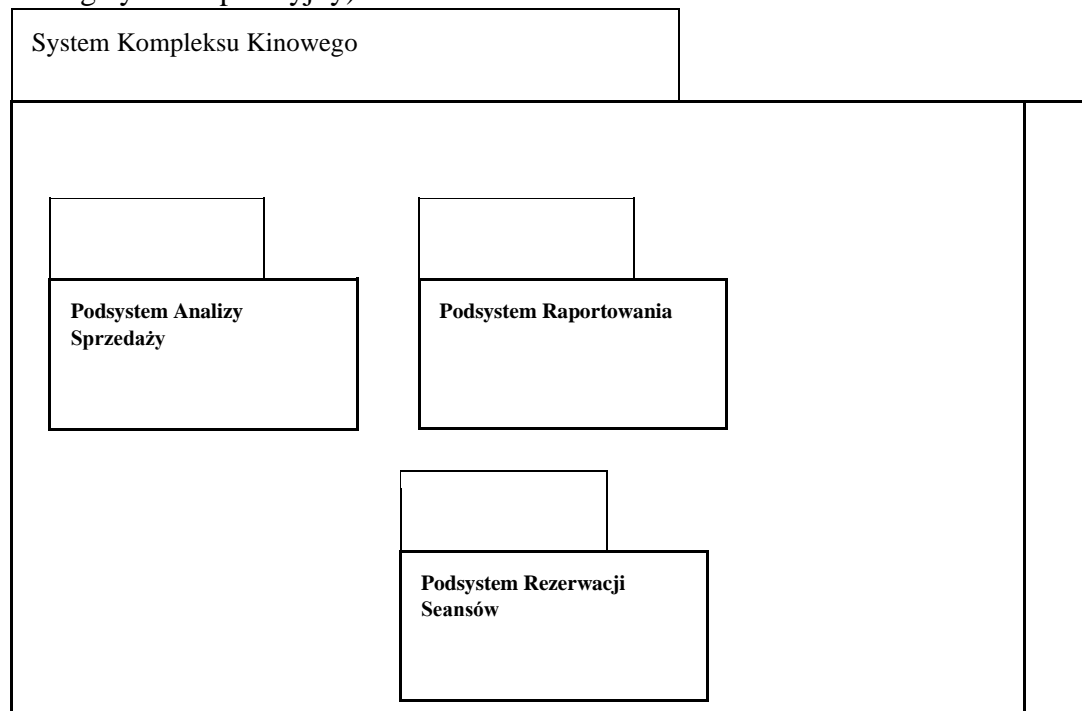 System Kompleksu Kinowego
Podsystem Analizy
Sprzedaży
Podsystem Raportowania
Podsystem Rezerwacji
Seansów